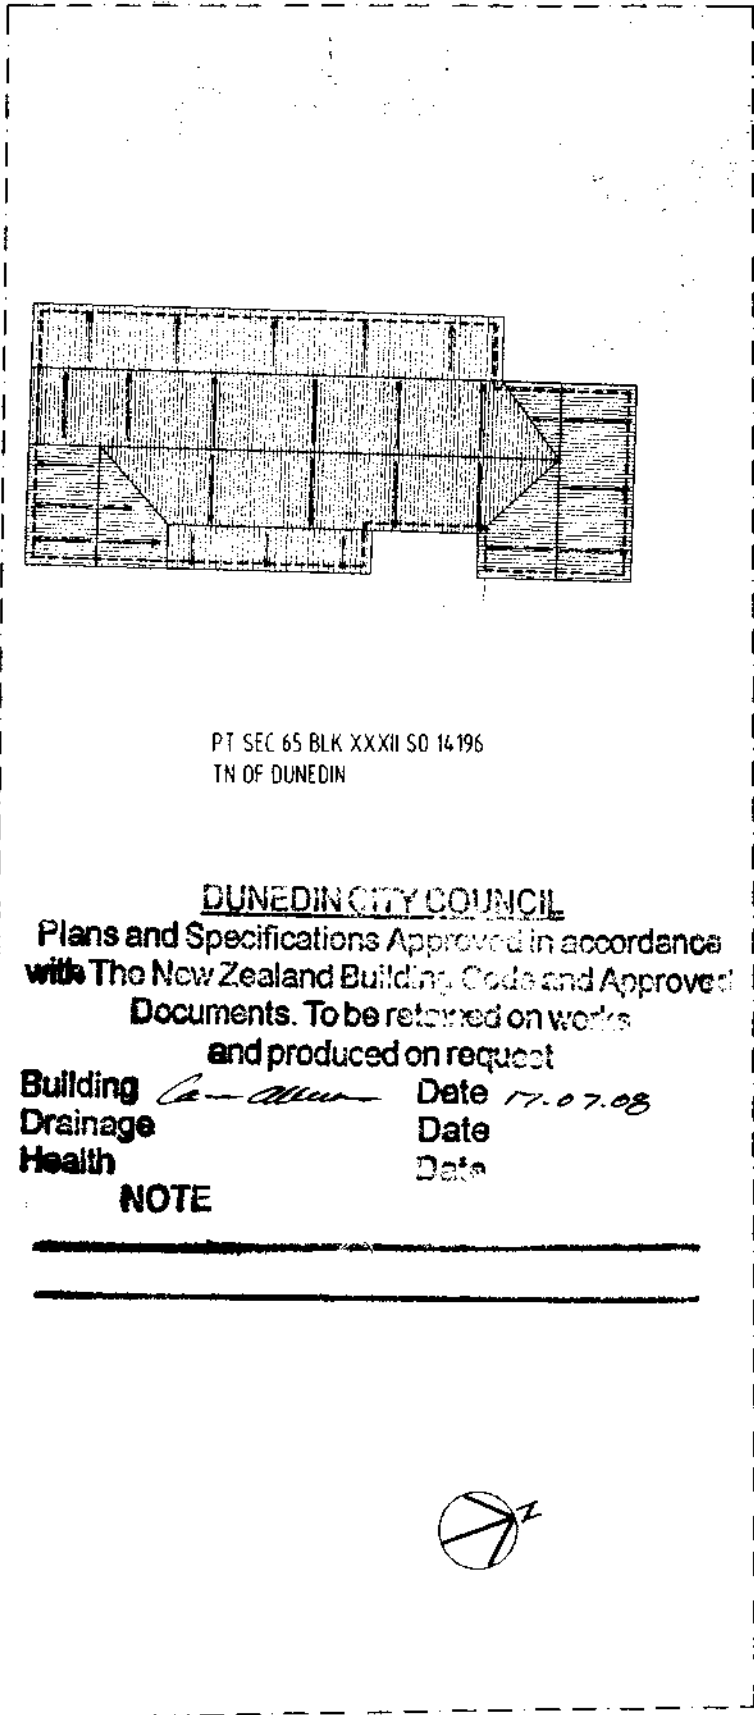 PT SEC 65 BLK XXXII SO 14196
TN OF DUNEDIN
DUNEDIN CITY COUNCIL
Plans and Specifications Approved in accordance
with The New Zealand Building Code and Approved
Documents. To be retained on works
and produced on request
Building Date 17.07.08
Drainage Date
Health Date
NOTE
N